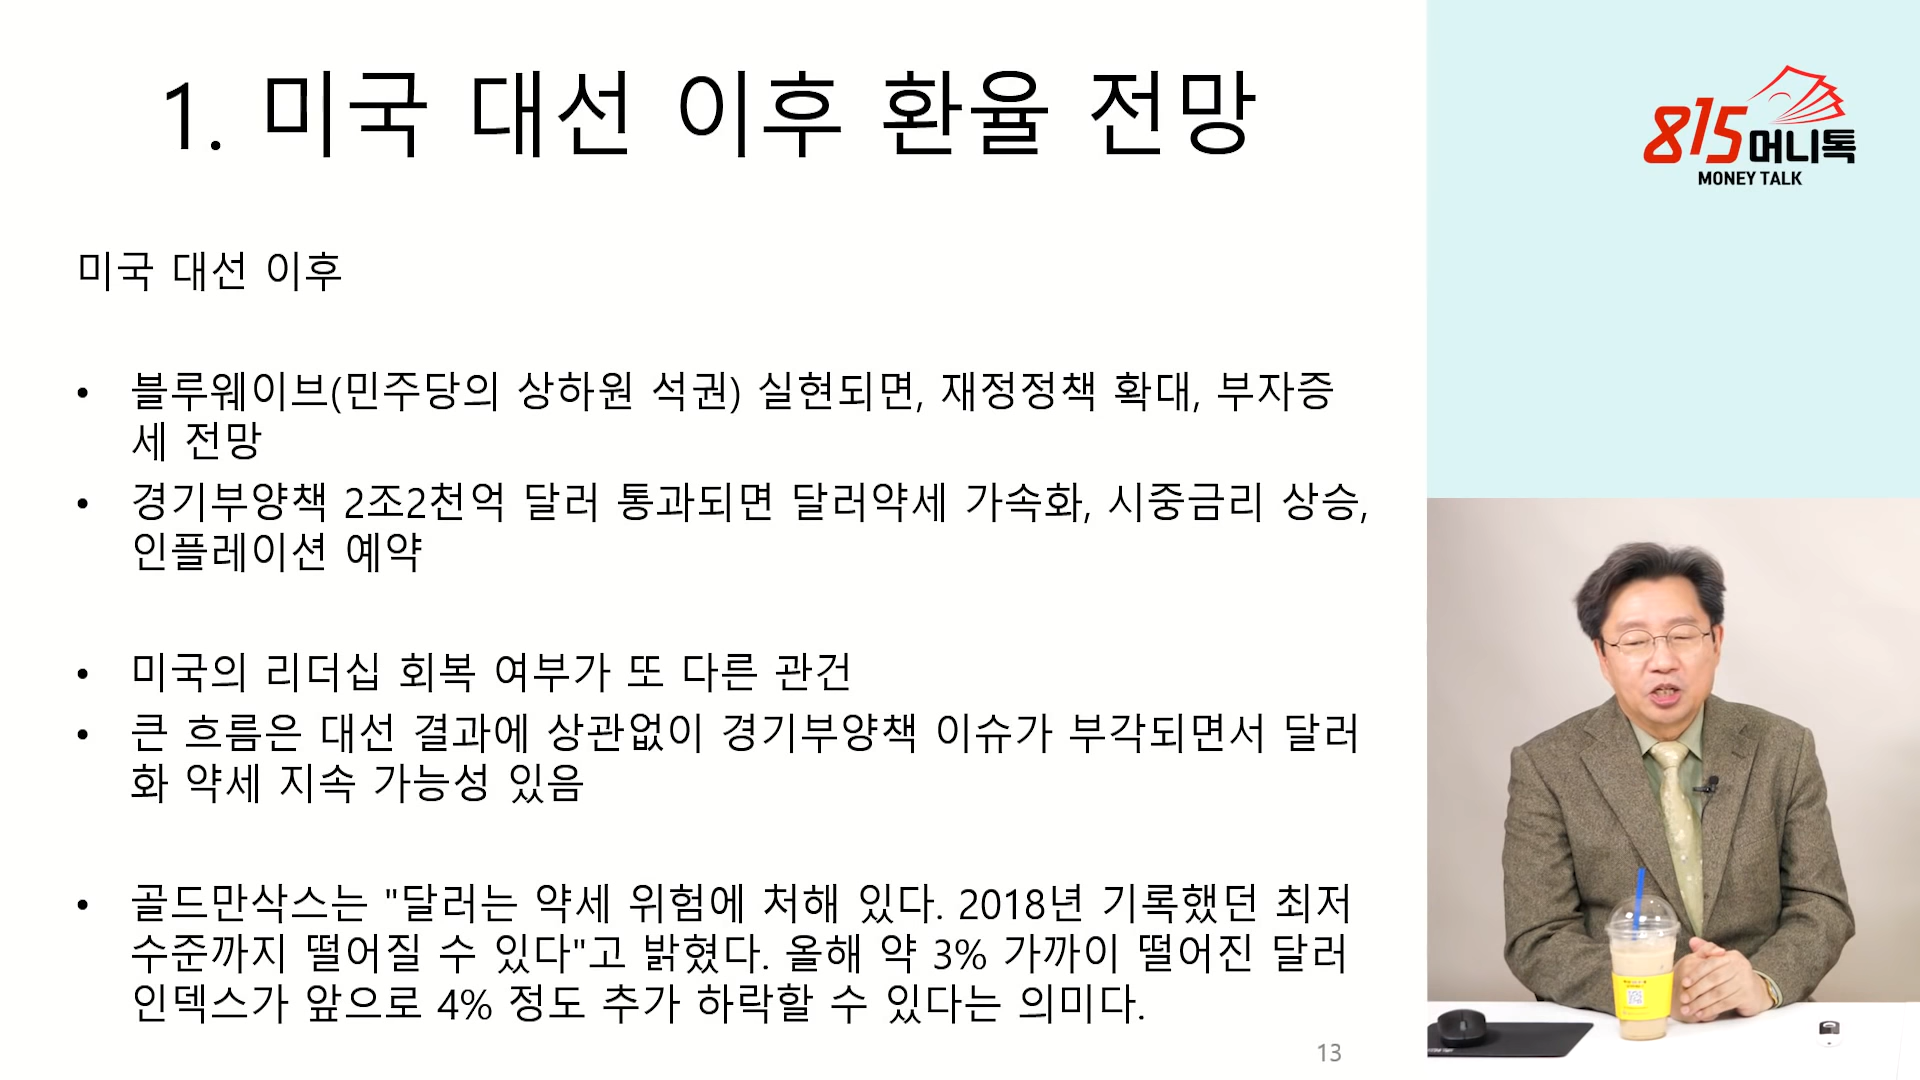 1. 미국 대선 이후 환율 전망
815 머니톡
MONEY TALK
미국 대선 이후
• 블루웨이브(민주당의 상하원 석권) 실현되면, 재정정책 확대, 부자증
세 전망
• 경기부양책 2조2천억 달러 통과되면 달러약세 가속화, 시중금리 상승,
인플레이션 예약
• 미국의 리더십 회복 여부가 또 다른 관건
• 큰 흐름은 대선 결과에 상관없이 경기부양책 이슈가 부각되면서 달러
화 약세 지속 가능성 있음
• 골드만삭스는 "달러는 약세 위험에 처해 있다. 2018년 기록했던 최저
수준까지 떨어질 수 있다"고 밝혔다. 올해 약 3% 가까이 떨어진 달러
인덱스가 앞으로 4% 정도 추가 하락할 수 있다는 의미다.
13